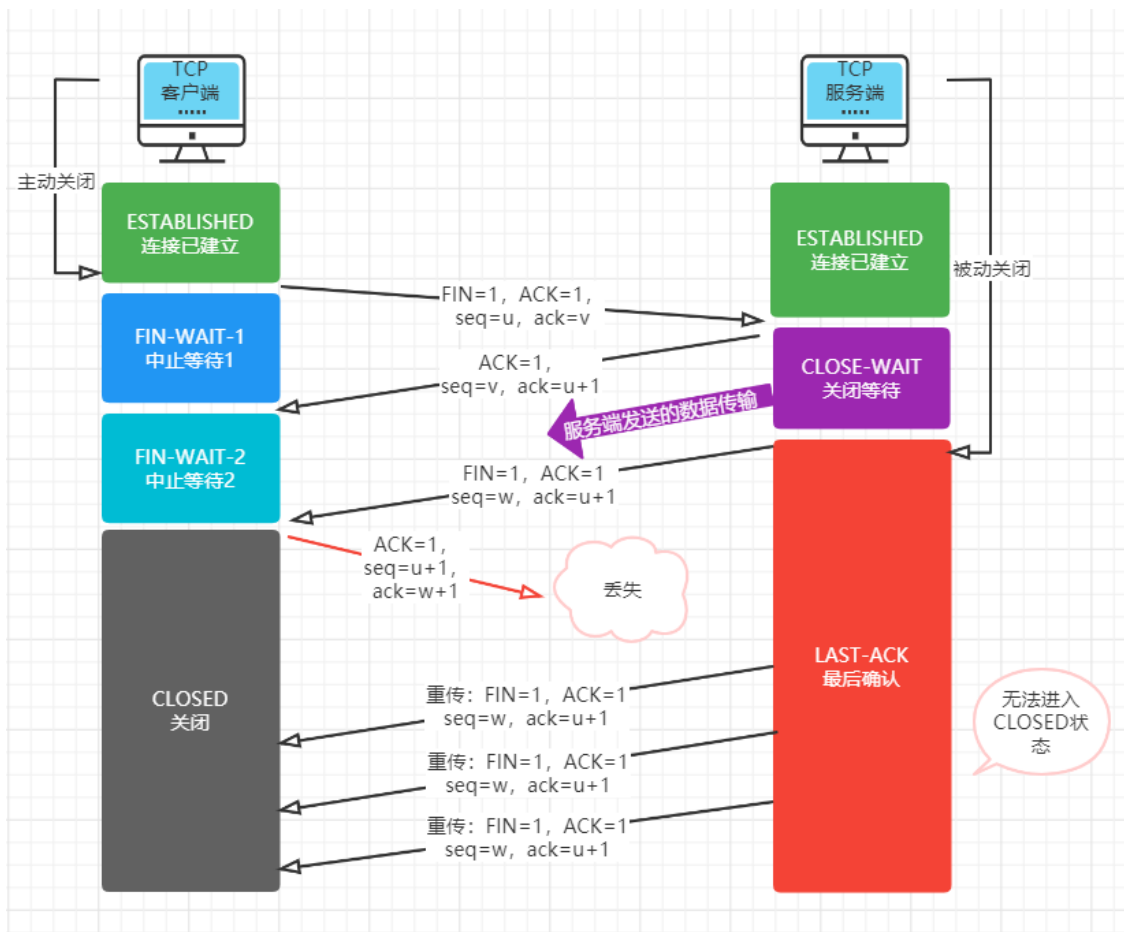 TCP
客户端
TCP
服务端
主动关闭
ESTABLISHED
连接已建立
ESTABLISHED
连接已建立
被动关闭
FIN=1，ACK=1，
seq=u，ack=v
FIN-WAIT-1
中止等待1
ACK=1，
seq=v，ack=u+1
CLOSE-WAIT
关闭等待
服务端发送的数据传输
FIN-WAIT-2
中止等待2
FIN=1，ACK=1
seq=w，ack=u+1
ACK=1，
seq=u+1，
ack=w+1
丢失
LAST-ACK
最后确认
CLOSED
关闭
重传：FIN=1，ACK=1
seq=w，ack=u+1
无法进入
CLOSED状
态
重传：FIN=1，ACK=1
seq=w，ack=u+1
重传：FIN=1，ACK=1
seq=w，ack=u+1